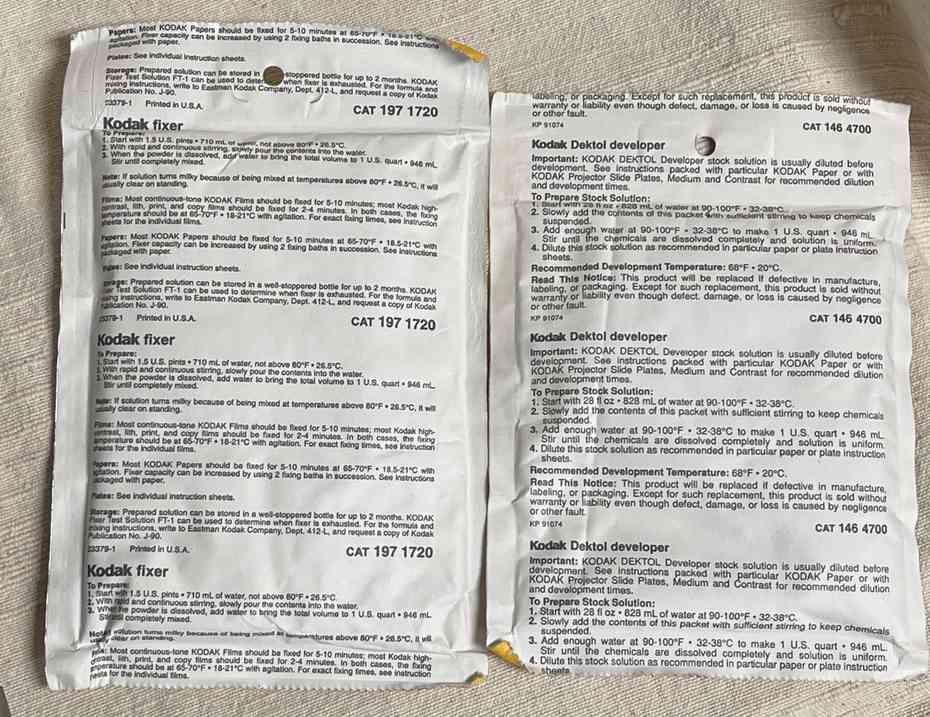 Papers: Most KODAK Papers should be fixed for 5-10 minutes at 65-70°F • 18.5-21°C with
agitation. Fixer capacity can be increased by using 2 fixing baths in succession. See instructions
packaged with paper.
Plates: See individual instruction sheets.
Storage: Prepared solution can be stored in stoppered bottle for up to 2 months. KODAK
Fixer Test Solution FT-1 can be used to when fixer is exhausted. For the formula and
mixing instructions, write to Eastman Kodak Company, Dept. 412-L, and request a copy of Kodak
Publication No. J-90.
23379-1 Printed in U.S.A.
CAT 197 1720
Kodak fixer
To Prepare:
1. Start with 1.5 U.S. pints • 710 mL of water, not above 80°F • 26.5°C.
2. With rapid and continuous stirring, slowly pour the contents into the water.
3. When the powder is dissolved, add water to bring the total volume to 1 U.S. quart • 946 mL.
Stir until completely mixed.
Note: If solution turns milky because of being mixed at temperatures above 80°F • 26.5°C, it will
usually clear on standing.
Films: Most continuous-tone KODAK Films should be fixed for 5-10 minutes; most Kodak high-
contrast, lith, print, and copy films should be fixed for 2-4 minutes. In both cases, the fixing
temperature should be at 65-70°F • 18-21°C with agitation. For exact fixing times, see instruction
sheets for the individual films.
Papers: Most KODAK Papers should be fixed for 5-10 minutes at 65-70°F • 18.5-21°C with
agitation. Fixer capacity can be increased by using 2 fixing baths in succession. See instructions
packaged with paper.
Plates: See individual instruction sheets.
Storage: Prepared solution can be stored in a well-stoppered bottle for up to 2 months. KODAK
Fixer Test Solution FT-1 can be used to determine when fixer is exhausted. For the formula and
mixing instructions, write to Eastman Kodak Company, Dept. 412-L, and request a copy of Kodak
Publication No. J-90.
23379-1 Printed in U.S.A.
CAT 197 1720
Kodak fixer
To Prepare:
1. Start with 1.5 U.S. pints • 710 mL of water, not above 80°F • 26.5°C.
2. With rapid and continuous stirring, slowly pour the contents into the water.
3. When the powder is dissolved, add water to bring the total volume to 1 U.S. quart • 946 mL.
Stir until completely mixed.
Note: If solution turns milky because of being mixed at temperatures above 80°F • 26.5°C, it will
usually clear on standing.
Films: Most continuous-tone KODAK Films should be fixed for 5-10 minutes; most Kodak high-
contrast, lith, print, and copy films should be fixed for 2-4 minutes. In both cases, the fixing
temperature should be at 65-70°F • 18-21°C with agitation. For exact fixing times, see instruction
sheets for the individual films.
Papers: Most KODAK Papers should be fixed for 5-10 minutes at 65-70°F • 18.5-21°C with
agitation. Fixer capacity can be increased by using 2 fixing baths in succession. See instructions
packaged with paper.
Plates: See individual instruction sheets.
Storage: Prepared solution can be stored in a well-stoppered bottle for up to 2 months. KODAK
Fixer Test Solution FT-1 can be used to determine when fixer is exhausted. For the formula and
mixing instructions, write to Eastman Kodak Company, Dept. 412-L, and request a copy of Kodak
Publication No. J-90.
23379-1 Printed in U.S.A.
CAT 197 1720
Kodak fixer
To Prepare:
1. Start with 1.5 U.S. pints • 710 mL of water, not above 80°F • 26.5°C.
2. With rapid and continuous stirring, slowly pour the contents into the water.
3. When the powder is dissolved, add water to bring the total volume to 1 U.S. quart • 946 mL.
Stir until completely mixed.
Note: If solution turns milky because of being mixed at temperatures above 80°F • 26.5°C, it will
usually clear on standing.
Films: Most continuous-tone KODAK Films should be fixed for 5-10 minutes; most Kodak high-
contrast, lith, print, and copy films should be fixed for 2-4 minutes. In both cases, the fixing
temperature should be at 65-70°F • 18-21°C with agitation. For exact fixing times, see instruction
sheets for the individual films.
labeling, or packaging. Except for such replacement, this product is sold without
warranty or liability even though defect, damage, or loss is caused by negligence
or other fault.
KP 91074
CAT 146 4700
Kodak Dektol developer
Important: KODAK DEKTOL Developer stock solution is usually diluted before
development. See instructions packed with particular KODAK Paper or with
KODAK Projector Slide Plates, Medium and Contrast for recommended dilution
and development times.
To Prepare Stock Solution:
1. Start with 28 fl oz • 828 mL of water at 90-100°F • 32-38°C.
2. Slowly add the contents of this packet with sufficient stirring to keep chemicals
suspended.
3. Add enough water at 90-100°F • 32-38°C to make 1 U.S. quart • 946 mL.
Stir until the chemicals are dissolved completely and solution is uniform.
4. Dilute this stock solution as recommended in particular paper or plate instruction
sheets.
Recommended Development Temperature: 68°F • 20°C.
Read This Notice: This product will be replaced if defective in manufacture,
labeling, or packaging. Except for such replacement, this product is sold without
warranty or liability even though defect, damage, or loss is caused by negligence
or other fault.
KP 91074
CAT 146 4700
Kodak Dektol developer
Important: KODAK DEKTOL Developer stock solution is usually diluted before
development. See instructions packed with particular KODAK Paper or with
KODAK Projector Slide Plates, Medium and Contrast for recommended dilution
and development times.
To Prepare Stock Solution:
1. Start with 28 fl oz • 828 mL of water at 90-100°F • 32-38°C.
2. Slowly add the contents of this packet with sufficient stirring to keep chemicals
suspended.
3. Add enough water at 90-100°F • 32-38°C to make 1 U.S. quart • 946 mL.
Stir until the chemicals are dissolved completely and solution is uniform.
4. Dilute this stock solution as recommended in particular paper or plate instruction
sheets.
Recommended Development Temperature: 68°F • 20°C.
Read This Notice: This product will be replaced if defective in manufacture,
labeling, or packaging. Except for such replacement, this product is sold without
warranty or liability even though defect, damage, or loss is caused by negligence
or other fault.
KP 91074
CAT 146 4700
Kodak Dektol developer
Important: KODAK DEKTOL Developer stock solution is usually diluted before
development. See instructions packed with particular KODAK Paper or with
KODAK Projector Slide Plates, Medium and Contrast for recommended dilution
and development times.
To Prepare Stock Solution:
1. Start with 28 fl oz • 828 mL of water at 90-100°F • 32-38°C.
2. Slowly add the contents of this packet with sufficient stirring to keep chemicals
suspended.
3. Add enough water at 90-100°F • 32-38°C to make 1 U.S. quart • 946 mL.
Stir until the chemicals are dissolved completely and solution is uniform.
4. Dilute this stock solution as recommended in particular paper or plate instruction
sheets.